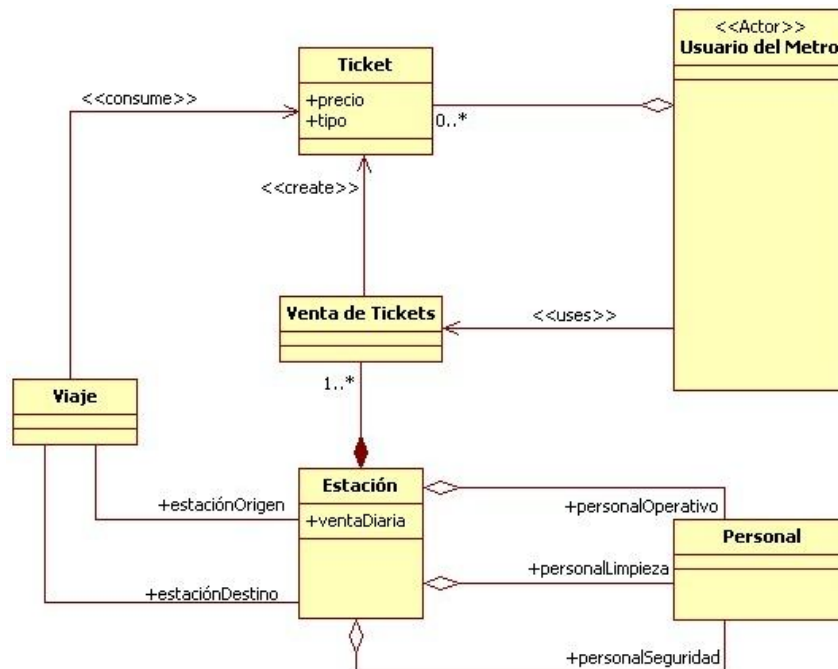 <<Actor>>
Usuario del Metro
Ticket
+precio
+tipo
0..*
<<consume>>
<<create>>
Venta de Tickets
<<uses>>
1..*
Viaje
Estación
+ventaDiaria
+estaciónOrigen
+estaciónDestino
+personalOperativo
Personal
+personalLimpieza
+personalSeguridad